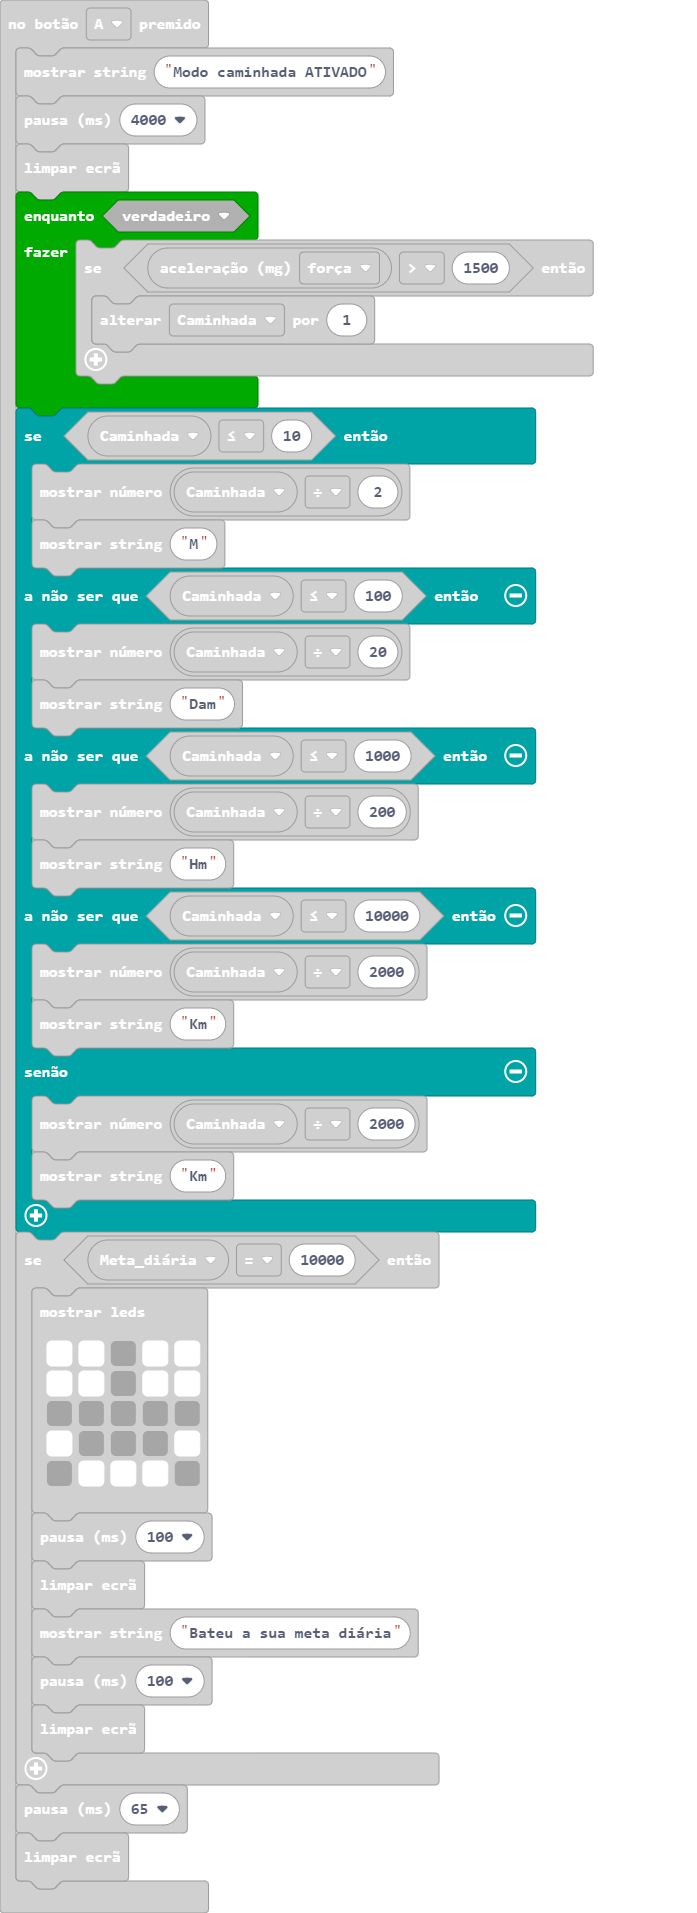 no botão A premido
mostrar string "Modo caminhada ATIVADO"
pausa (ms) 4000
limpar ecrã
enquanto verdadeiro
fazer
se aceleração (mg) força > 1500 então
alterar Caminhada por 1
se Caminhada ≤ 10 então
mostrar número Caminhada ÷ 2
mostrar string "M"
a não ser que Caminhada ≤ 100 então
mostrar número Caminhada ÷ 20
mostrar string "Dam"
a não ser que Caminhada ≤ 1000 então
mostrar número Caminhada ÷ 200
mostrar string "Hm"
a não ser que Caminhada ≤ 10000 então
mostrar número Caminhada ÷ 2000
mostrar string "Km"
senão
mostrar número Caminhada ÷ 2000
mostrar string "Km"
se Meta_diária = 10000 então
mostrar leds
pausa (ms) 100
limpar ecrã
mostrar string "Bateu a sua meta diária"
pausa (ms) 100
limpar ecrã
pausa (ms) 65
limpar ecrã